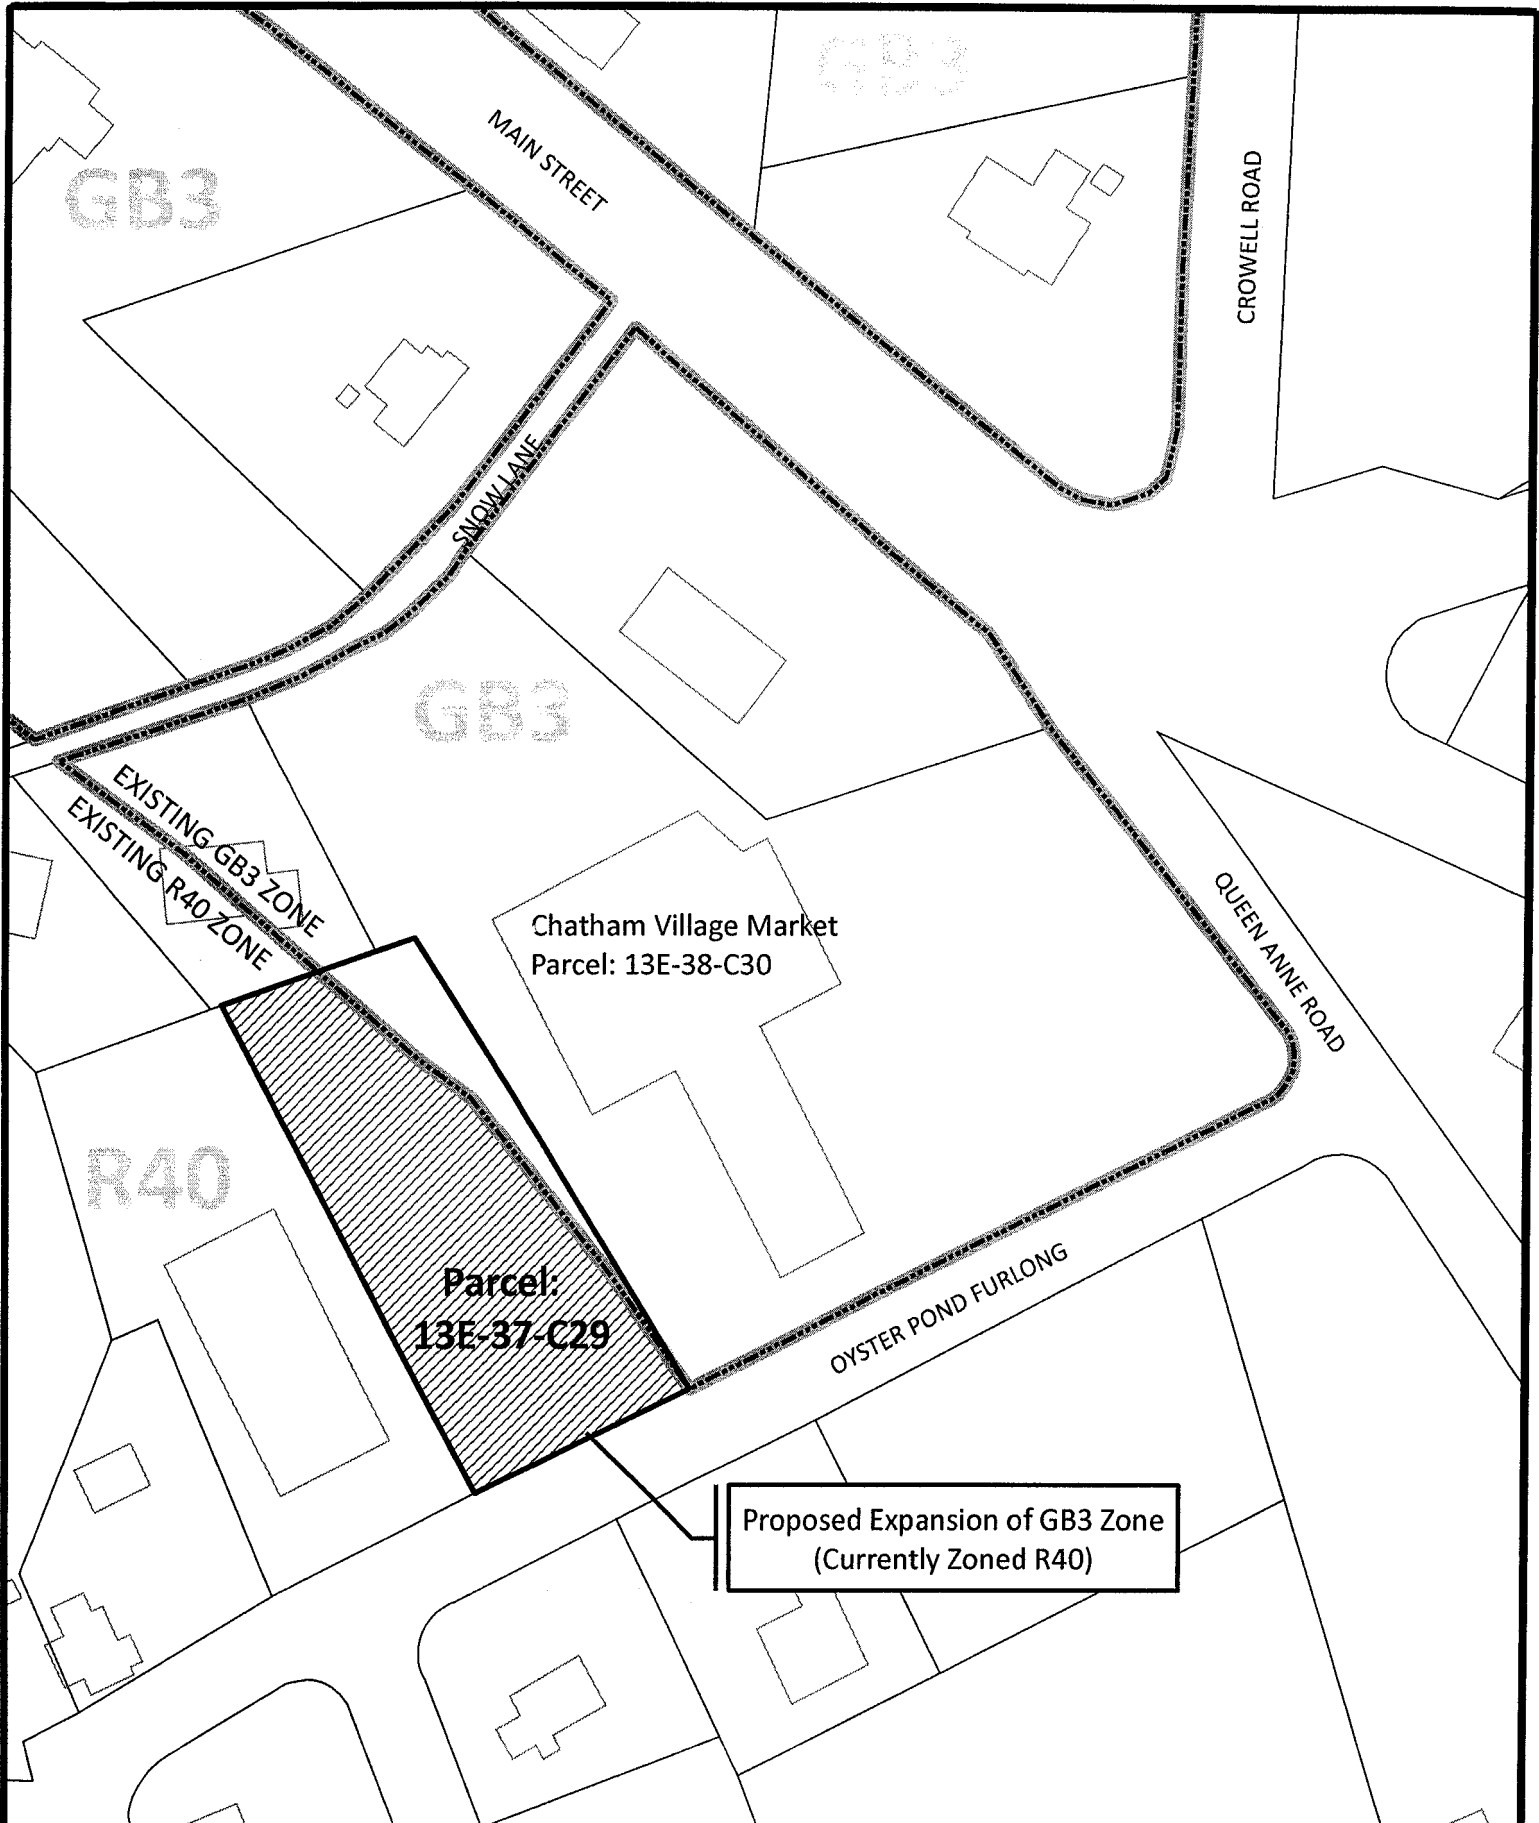 GB3
MAIN STREET
GB3
CROWELL ROAD
SNOW LANE
GB3
EXISTING GB3 ZONE
EXISTING R40 ZONE
Chatham Village Market
Parcel: 13E-38-C30
QUEEN ANNE ROAD
R40
Parcel:
13E-37-C29
OYSTER POND FURLONG
Proposed Expansion of GB3 Zone
(Currently Zoned R40)